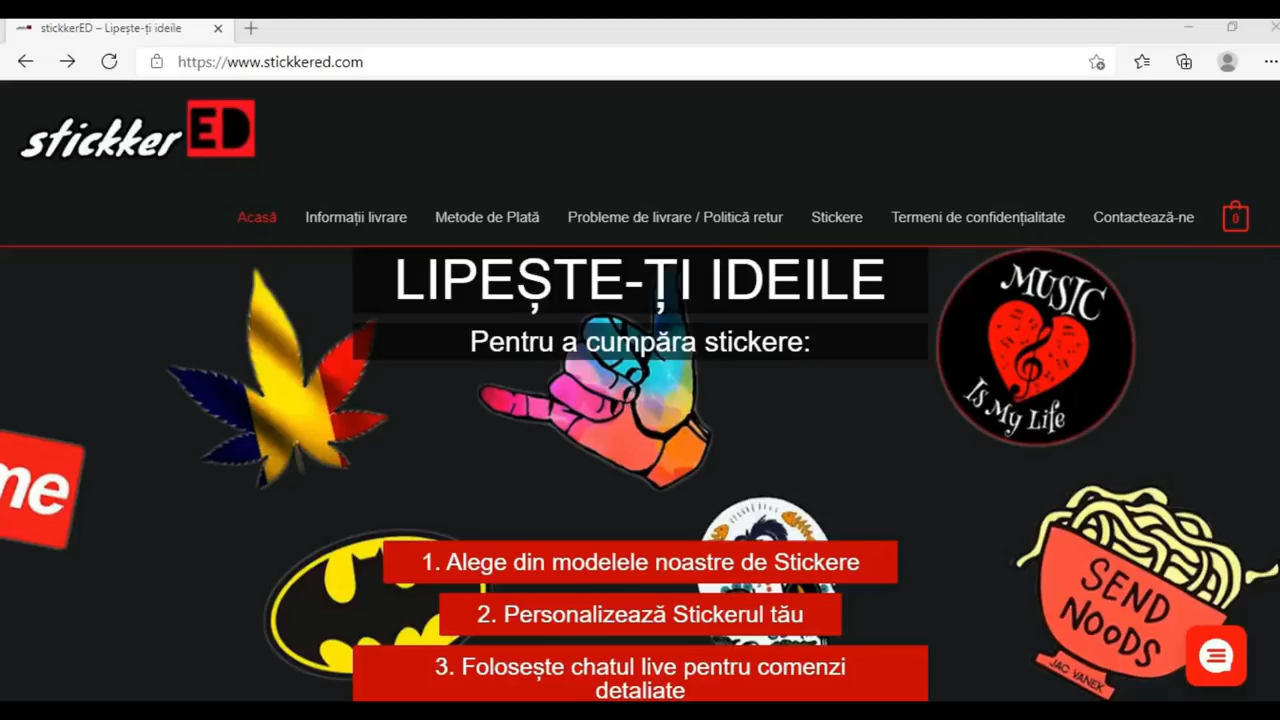 stickkerED – Lipește-ți ideile
https://www.stickkered.com
stickker ED
Acasă
Informații livrare
Metode de Plată
Probleme de livrare / Politică retur
Stickere
Termeni de confidențialitate
Contactează-ne
0
LIPEȘTE-ȚI IDEILE
Pentru a cumpăra stickere:
MUSIC
Is My Life
me
1. Alege din modelele noastre de Stickere
2. Personalizează Stickerul tău
3. Folosește chatul live pentru comenzi
detaliate
SEND
NOODS
JAC VANEK